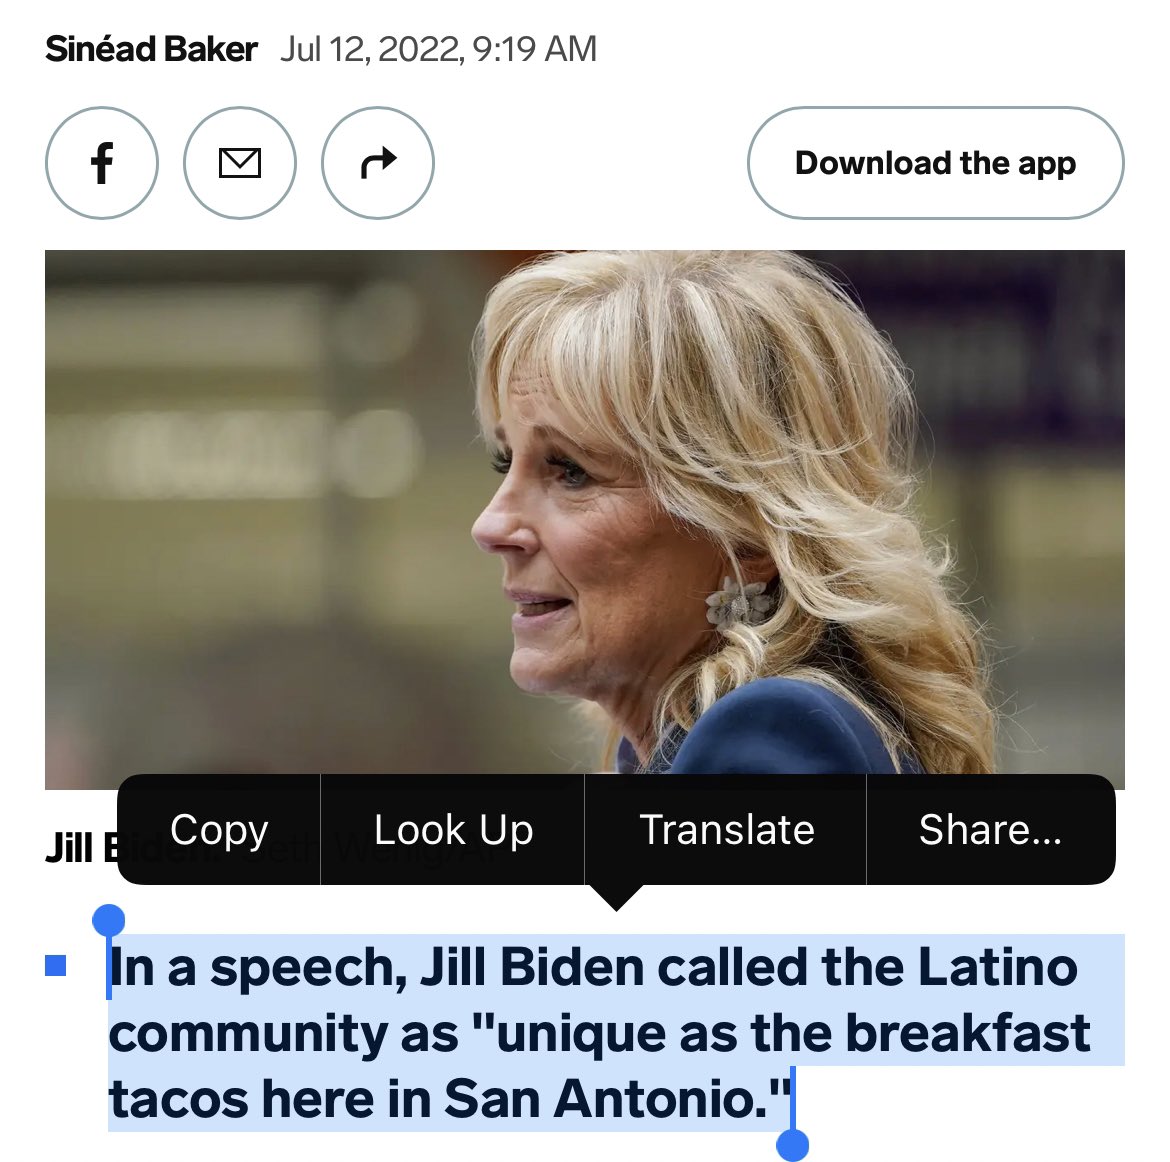 Sinéad Baker Jul 12, 2022, 9:19 AM
f
Download the app
Copy Look Up Translate Share...
Jill Biden.
In a speech, Jill Biden called the Latino
community as "unique as the breakfast
tacos here in San Antonio."